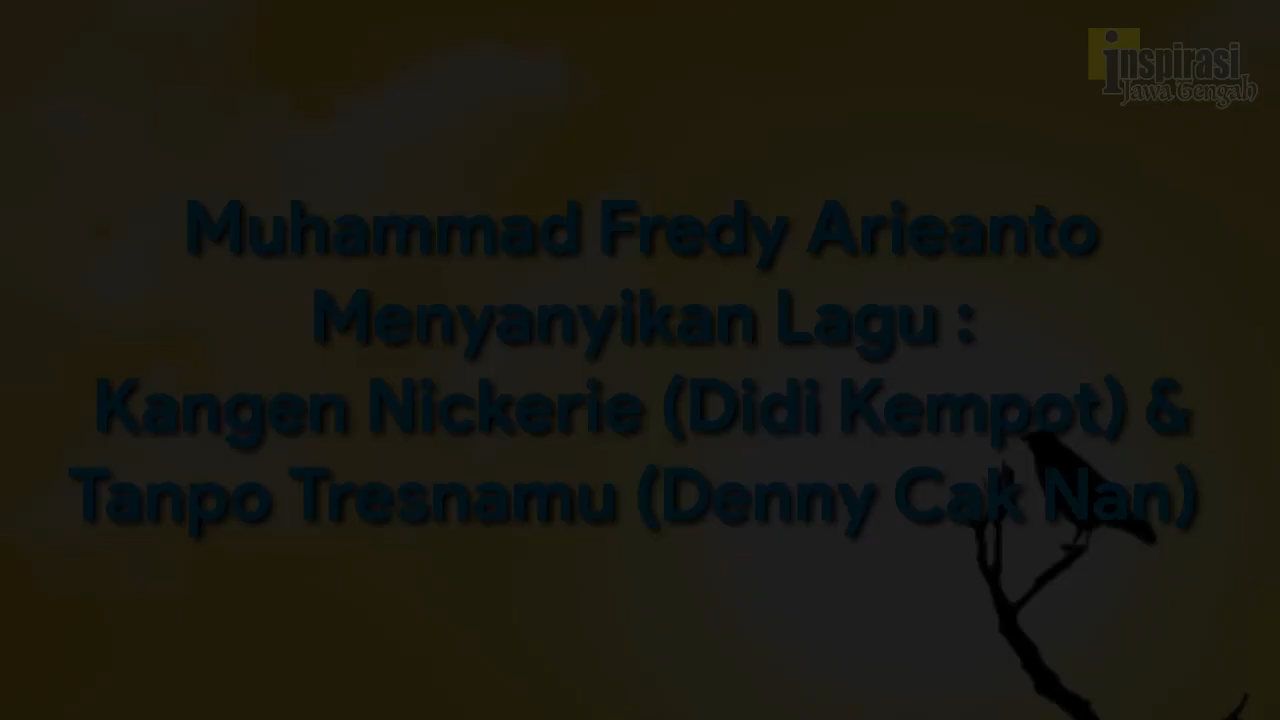 inspirasi
Jawa Tengah
Muhammad Fredy Arieanto
Menyanyikan Lagu :
Kangen Nickerie (Didi Kempot) &
Tanpo Tresnamu (Denny Cak Nan)